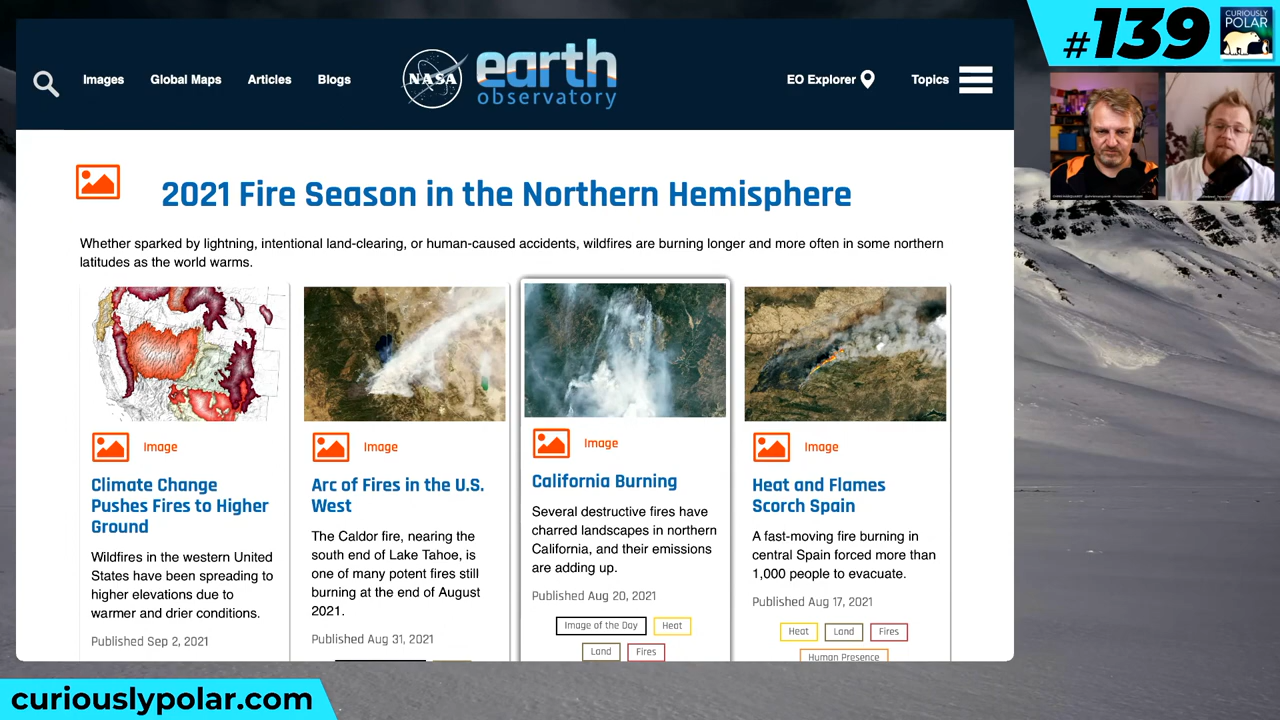 #139
CURIOUSLY
POLAR
Images
Global Maps
Articles
Blogs
NASA
earth
observatory
EO Explorer
Topics
2021 Fire Season in the Northern Hemisphere
Whether sparked by lightning, intentional land-clearing, or human-caused accidents, wildfires are burning longer and more often in some northern
latitudes as the world warms.
Image
Climate Change
Pushes Fires to Higher
Ground
Wildfires in the western United
States have been spreading to
higher elevations due to
warmer and drier conditions.
Published Sep 2, 2021
Image
Arc of Fires in the U.S.
West
The Caldor fire, nearing the
south end of Lake Tahoe, is
one of many potent fires still
burning at the end of August
2021.
Published Aug 31, 2021
Image
California Burning
Several destructive fires have
charred landscapes in northern
California, and their emissions
are adding up.
Published Aug 20, 2021
Image of the Day
Heat
Land
Fires
Image
Heat and Flames
Scorch Spain
A fast-moving fire burning in
central Spain forced more than
1,000 people to evacuate.
Published Aug 17, 2021
Heat
Land
Fires
Human Presence
curiouslypolar.com